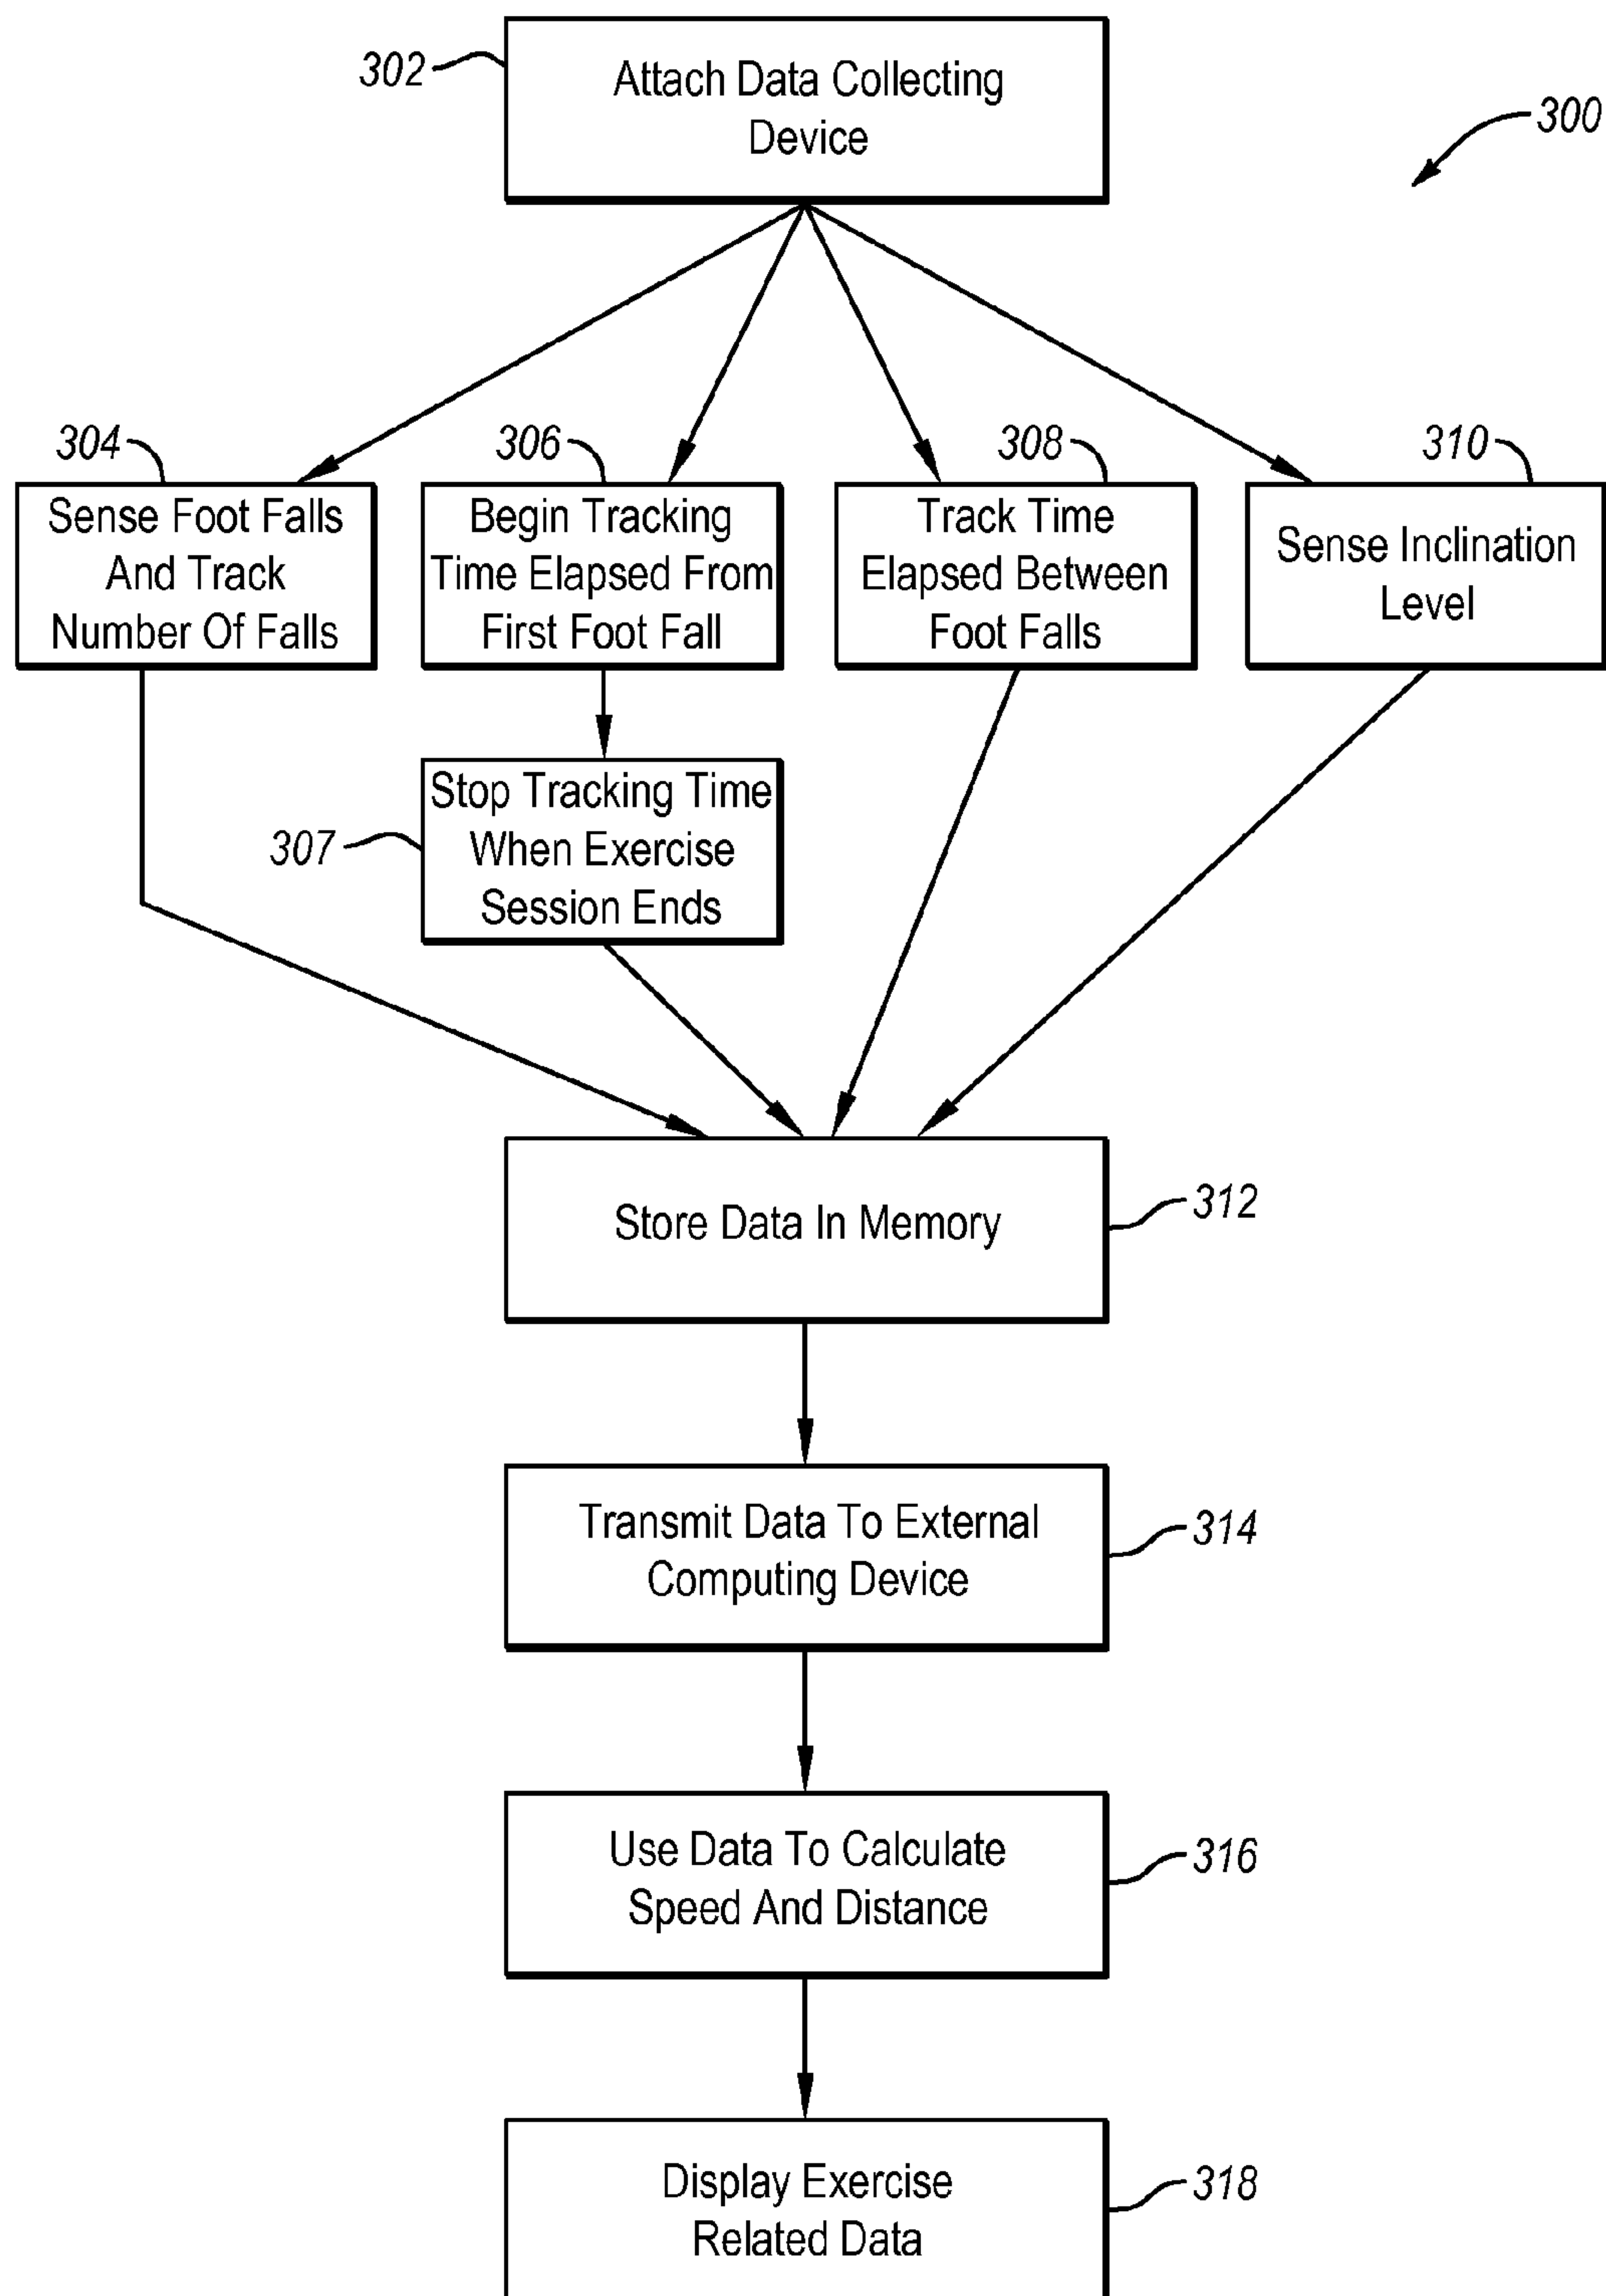 302
Attach Data Collecting
Device
300
304
306
308
310
Sense Foot Falls
And Track
Number Of Falls
Begin Tracking
Time Elapsed From
First Foot Fall
Track Time
Elapsed Between
Foot Falls
Sense Inclination
Level
307
Stop Tracking Time
When Exercise
Session Ends
Store Data In Memory
312
Transmit Data To External
Computing Device
314
Use Data To Calculate
Speed And Distance
316
Display Exercise
Related Data
318